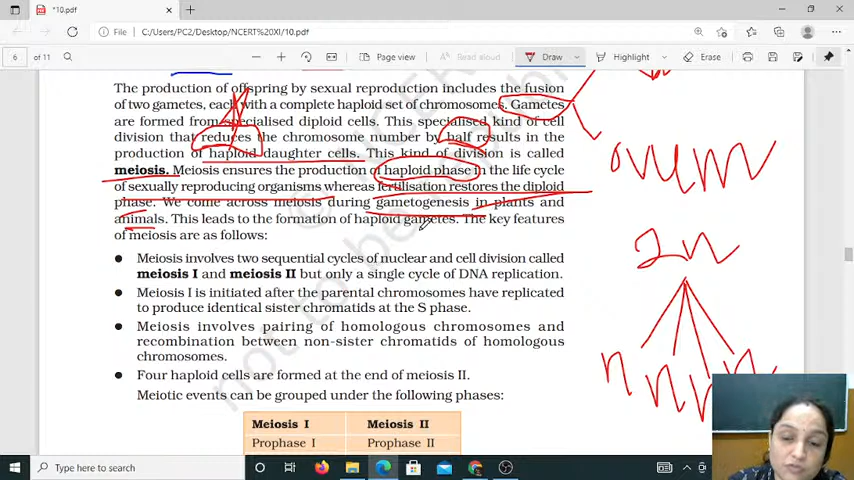 *10.pdf
File
C:/Users/PC2/Desktop/NCERT%20XI/10.pdf
6 of 11
Page view
Read aloud
Draw
Highlight
Erase
The production of offspring by sexual reproduction includes the fusion
of two gametes, each with a complete haploid set of chromosomes. Gametes
are formed from specialised diploid cells. This specialised kind of cell
division that reduces the chromosome number by half results in the
production of haploid daughter cells. This kind of division is called
meiosis. Meiosis ensures the production of haploid phase in the life cycle
of sexually reproducing organisms whereas fertilisation restores the diploid
phase. We come across meiosis during gametogenesis in plants and
animals. This leads to the formation of haploid gametes. The key features
of meiosis are as follows:
● Meiosis involves two sequential cycles of nuclear and cell division called
meiosis I and meiosis II but only a single cycle of DNA replication.
● Meiosis I is initiated after the parental chromosomes have replicated
to produce identical sister chromatids at the S phase.
● Meiosis involves pairing of homologous chromosomes and
recombination between non-sister chromatids of homologous
chromosomes.
● Four haploid cells are formed at the end of meiosis II.
Meiotic events can be grouped under the following phases:
Meiosis I Meiosis II
Prophase I Prophase II
ovum
2n
n n n n
Type here to search